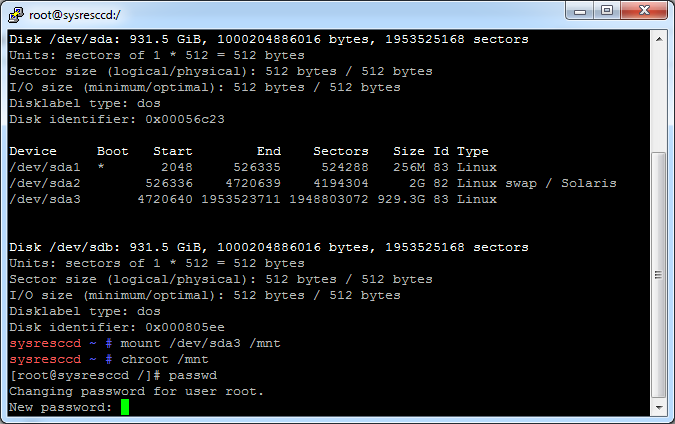 root@sysresccd:/
Disk /dev/sda: 931.5 GiB, 1000204886016 bytes, 1953525168 sectors
Units: sectors of 1 * 512 = 512 bytes
Sector size (logical/physical): 512 bytes / 512 bytes
I/O size (minimum/optimal): 512 bytes / 512 bytes
Disklabel type: dos
Disk identifier: 0x00056c23
Device     Boot   Start        End    Sectors   Size Id Type
/dev/sda1  *       2048     526335     524288   256M 83 Linux
/dev/sda2        526336    4720639    4194304     2G 82 Linux swap / Solaris
/dev/sda3       4720640 1953523711 1948803072 929.3G 83 Linux
Disk /dev/sdb: 931.5 GiB, 1000204886016 bytes, 1953525168 sectors
Units: sectors of 1 * 512 = 512 bytes
Sector size (logical/physical): 512 bytes / 512 bytes
I/O size (minimum/optimal): 512 bytes / 512 bytes
Disklabel type: dos
Disk identifier: 0x000805ee
sysresccd ~ # mount /dev/sda3 /mnt
sysresccd ~ # chroot /mnt
[root@sysresccd /]# passwd
Changing password for user root.
New password: